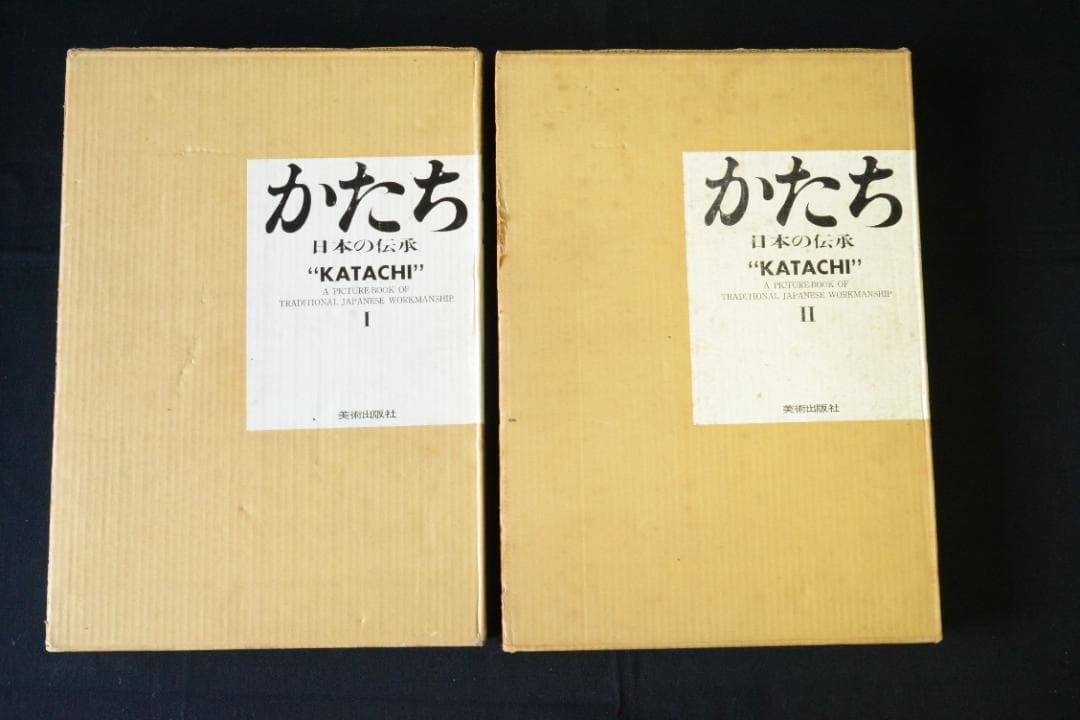 かたち
日本の伝承
“KATACHI”
A PICTURE-BOOK OF
TRADITIONAL JAPANESE WORKMANSHIP
I
美術出版社
かたち
日本の伝承
“KATACHI”
A PICTURE-BOOK OF
TRADITIONAL JAPANESE WORKMANSHIP
II
美術出版社